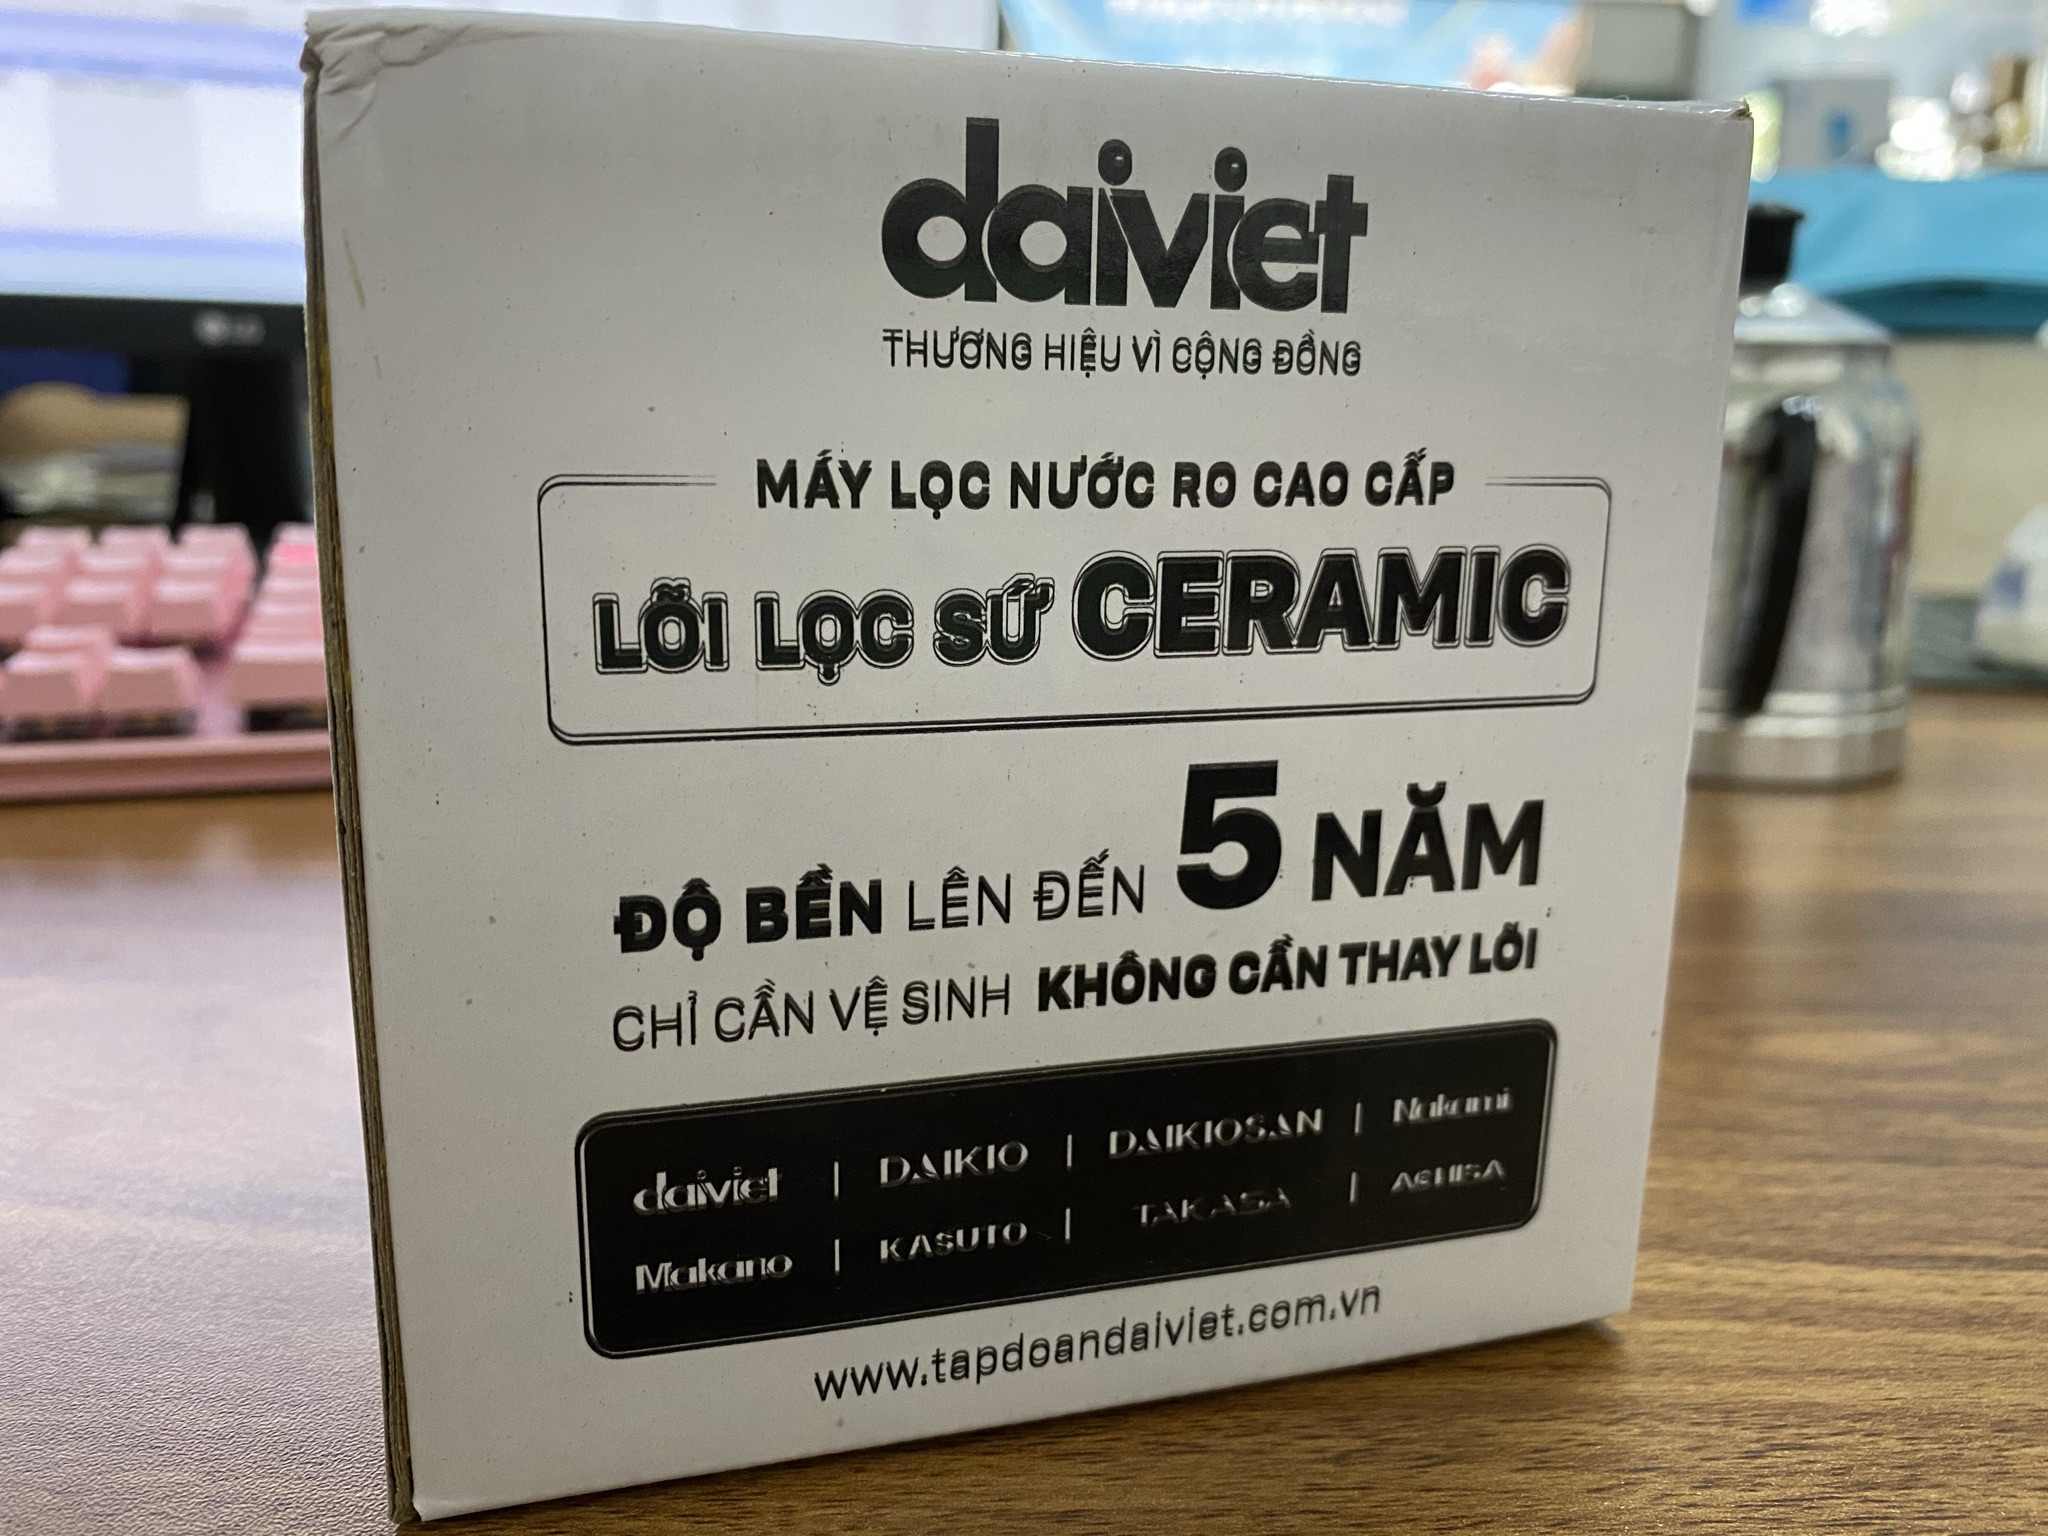 daiviet
THƯƠNG HIỆU VÌ CỘNG ĐỒNG
MÁY LỌC NƯỚC RO CAO CẤP
LÕI LỌC SỨ CERAMIC
ĐỘ BỀN LÊN ĐẾN 5 NĂM
CHỈ CẦN VỆ SINH KHÔNG CẦN THAY LÕI
daiviet | DAIKIO | DAIKIOSAN | Nakami
Makano | KASUTO | TAKASA | ACHISA
www.tapdoandaiviet.com.vn
LG